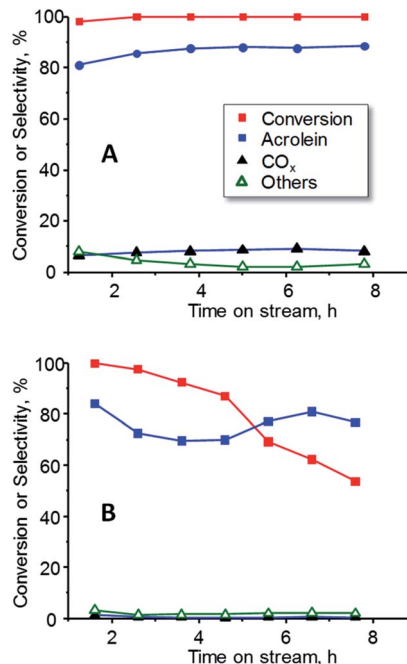 Conversion or Selectivity, %
100
80
60
40
20
0
A
Conversion
Acrolein
COx
Others
2
4
6
8
Time on stream, h
Conversion or Selectivity, %
100
80
60
40
20
0
B
2
4
6
8
Time on stream, h